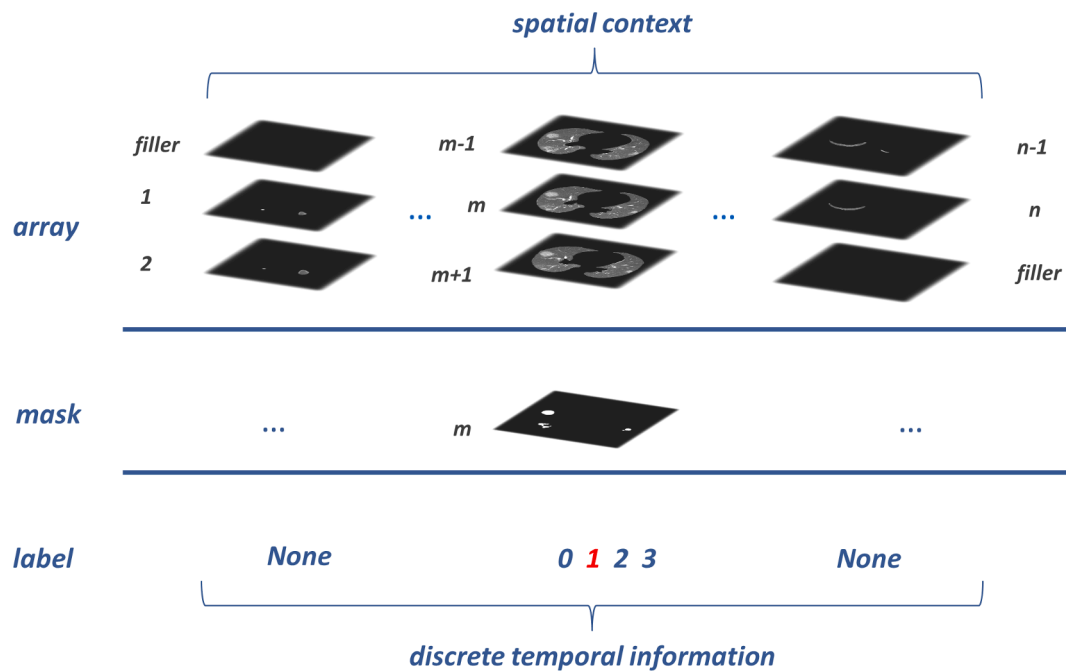 spatial context
filler
m-1
n-1
1
array
...
m
...
n
2
m+1
filler
mask
...
m
...
label
None
0 1 2 3
None
discrete temporal information